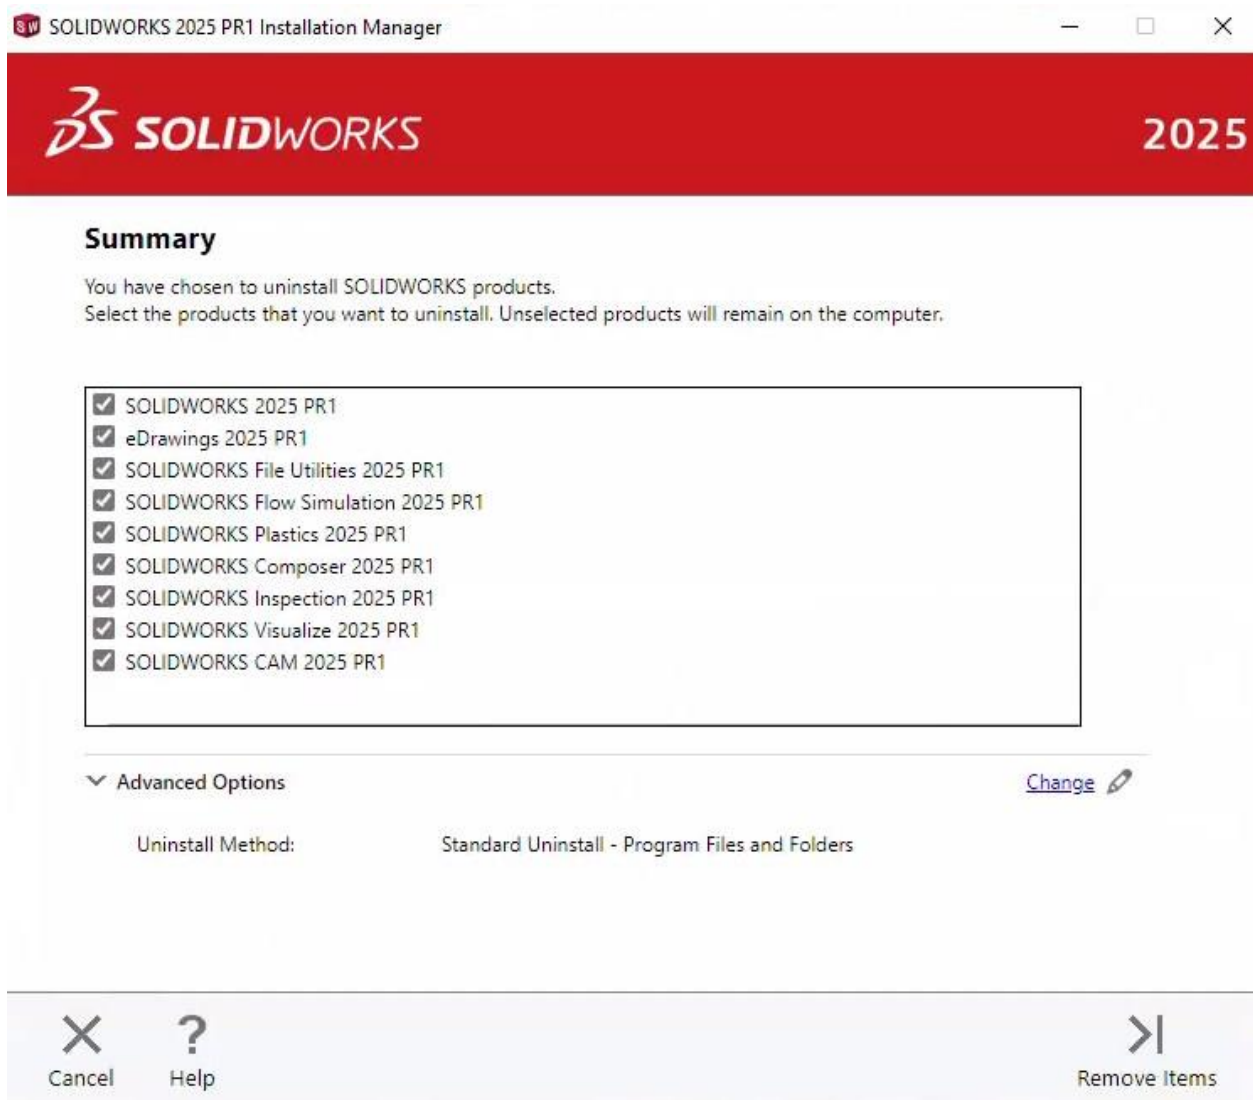 SOLIDWORKS 2025 PR1 Installation Manager
SOLIDWORKS
2025
Summary
You have chosen to uninstall SOLIDWORKS products.
Select the products that you want to uninstall. Unselected products will remain on the computer.
SOLIDWORKS 2025 PR1
eDrawings 2025 PR1
SOLIDWORKS File Utilities 2025 PR1
SOLIDWORKS Flow Simulation 2025 PR1
SOLIDWORKS Plastics 2025 PR1
SOLIDWORKS Composer 2025 PR1
SOLIDWORKS Inspection 2025 PR1
SOLIDWORKS Visualize 2025 PR1
SOLIDWORKS CAM 2025 PR1
Advanced Options
Change
Uninstall Method: Standard Uninstall - Program Files and Folders
Cancel
Help
Remove Items